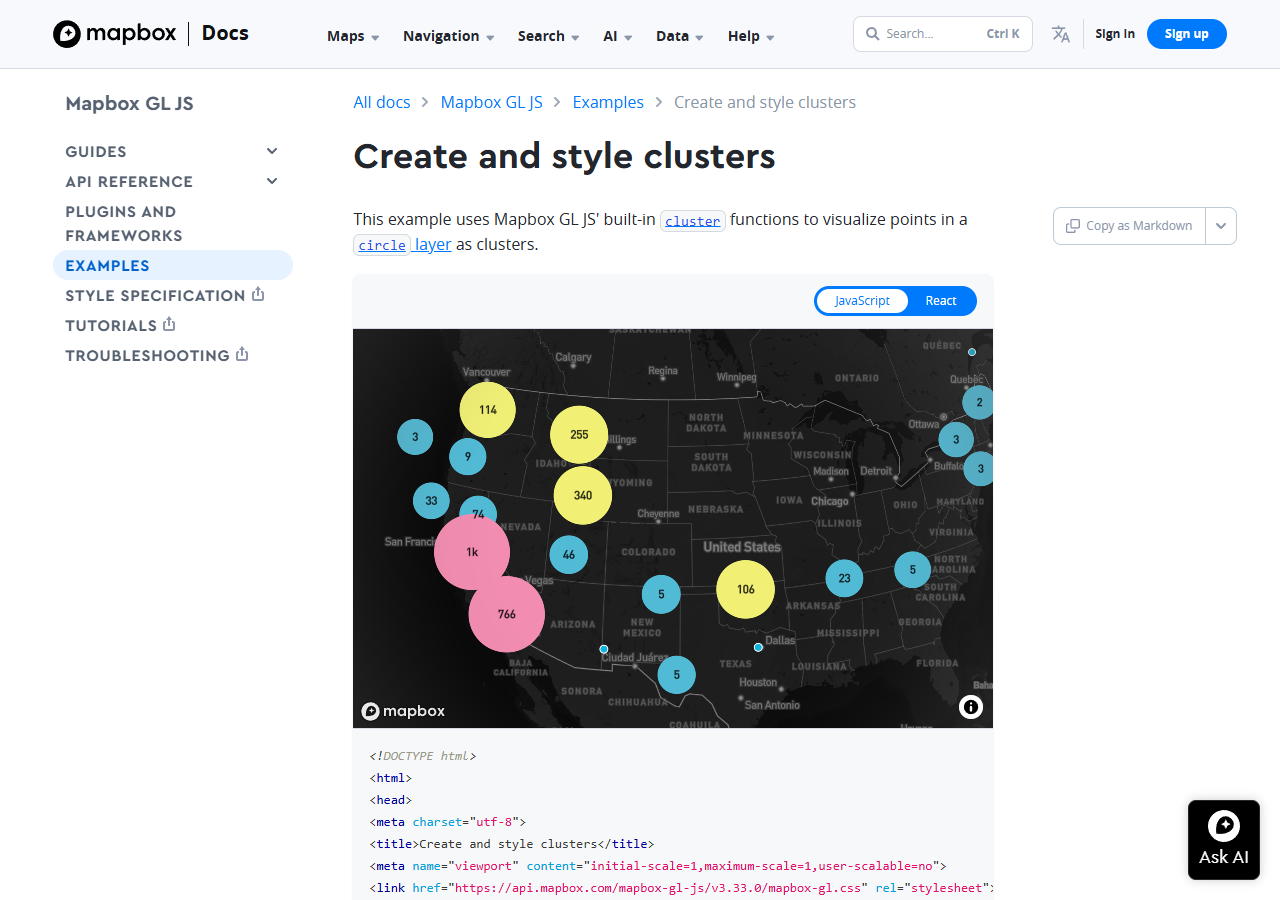 mapbox | Docs
Maps
Navigation
Search
AI
Data
Help
Search...
Ctrl K
Sign in
Sign up
Mapbox GL JS
GUIDES
API REFERENCE
PLUGINS AND
FRAMEWORKS
EXAMPLES
STYLE SPECIFICATION
TUTORIALS
TROUBLESHOOTING
All docs > Mapbox GL JS > Examples > Create and style clusters
Create and style clusters
This example uses Mapbox GL JS' built-in cluster functions to visualize points in a
circle layer as clusters.
Copy as Markdown
JavaScript
React
SASKATCHEWAN
QUÉBEC
Calgary
Vancouver
Regina
Winnipeg
ONTARIO
Quebec
2
114
NORTH
DAKOTA
Ottawa
3
255
MINNESOTA
3
9
IDAHO
SOUTH
DAKOTA
WISCONSIN
Madison
Detroit
Buffalo
3
340
IOWA
Chicago
OHIO
MARYLAND
33
74
NEVADA
Cheyenne
NEBRASKA
ILLINOIS
VIRGINIA
San Franci
1k
46
COLORADO
United States
NORTH
5
23
5
106
SOUTH
CAROLINA
766
ARIZONA
NEW
MEXICO
ARKANSAS
MISSISSIPPI
GEORGIA
Dallas
Ciudad Juárez
TEXAS
LOUISIANA
FLORIDA
BAJA
CALIFORNIA
5
SONORA
CHIHUAHUA
Houston
San Antonio
COAHUILA
mapbox
<!DOCTYPE html>
<html>
<head>
<meta charset="utf-8">
<title>Create and style clusters</title>
<meta name="viewport" content="initial-scale=1,maximum-scale=1,user-scalable=no">
<link href="https://api.mapbox.com/mapbox-gl-js/v3.33.0/mapbox-gl.css" rel="stylesheet">
Ask AI